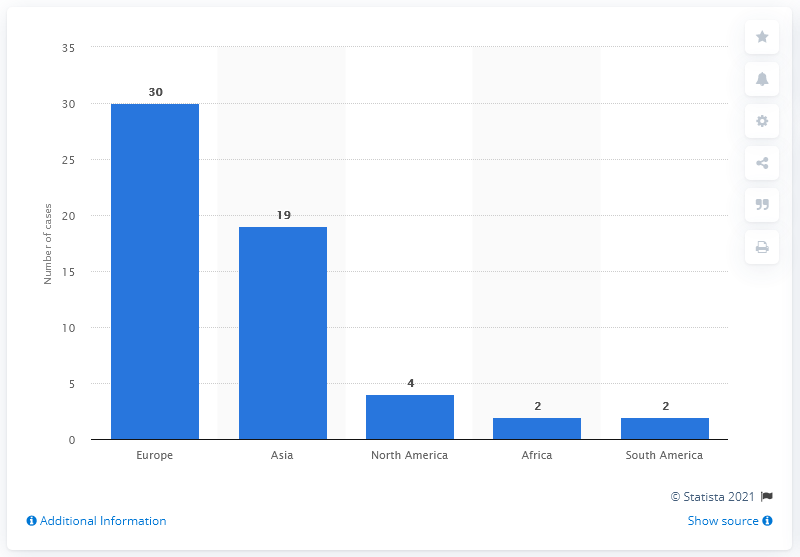 35
30
25
20
15
10
5
0
Number of cases
30
19
4
2
2
Europe
Asia
North America
Africa
South America
© Statista 2021
Additional Information
Show source